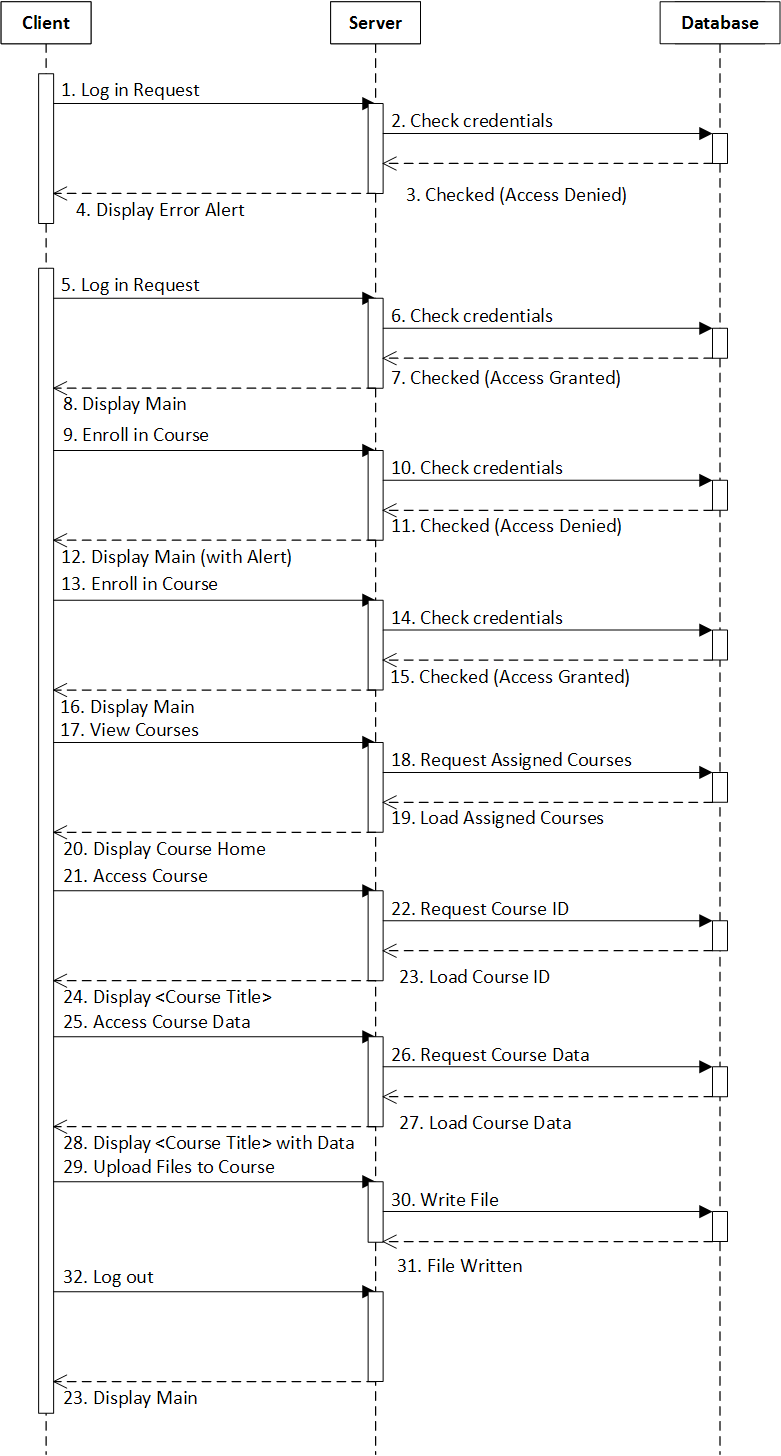 Client
Server
Database
1. Log in Request
2. Check credentials
3. Checked (Access Denied)
4. Display Error Alert
5. Log in Request
6. Check credentials
7. Checked (Access Granted)
8. Display Main
9. Enroll in Course
10. Check credentials
11. Checked (Access Denied)
12. Display Main (with Alert)
13. Enroll in Course
14. Check credentials
15. Checked (Access Granted)
16. Display Main
17. View Courses
18. Request Assigned Courses
19. Load Assigned Courses
20. Display Course Home
21. Access Course
22. Request Course ID
23. Load Course ID
24. Display <Course Title>
25. Access Course Data
26. Request Course Data
27. Load Course Data
28. Display <Course Title> with Data
29. Upload Files to Course
30. Write File
31. File Written
32. Log out
23. Display Main